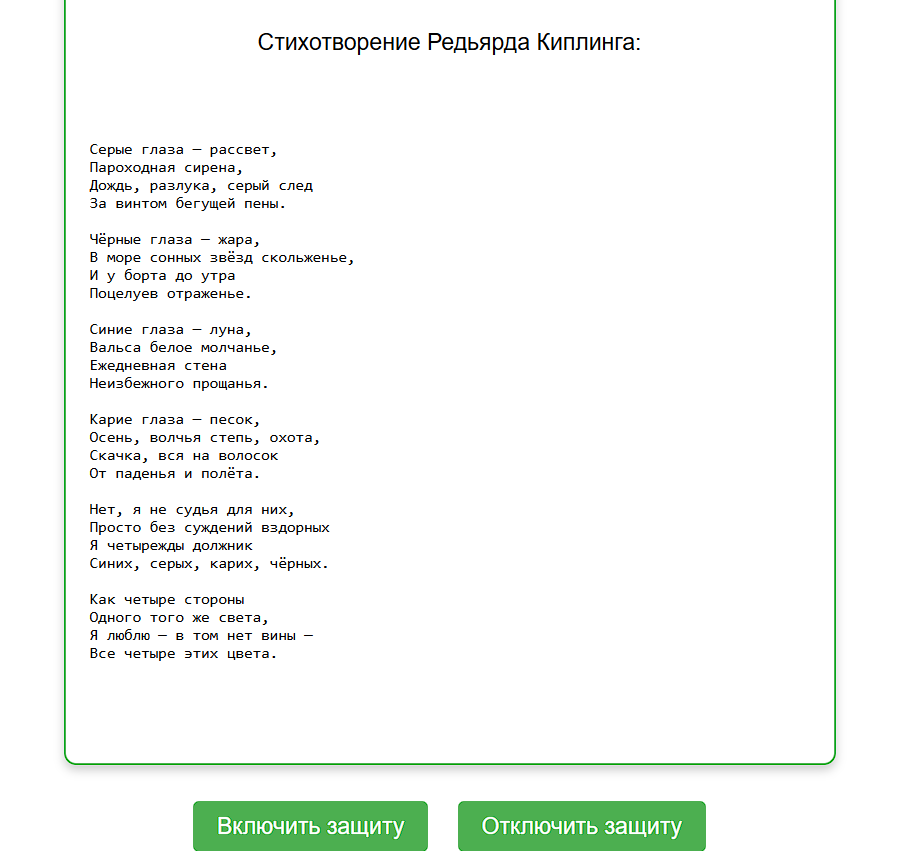 Стихотворение Редьярда Киплинга:
Серые глаза — рассвет,
Пароходная сирена,
Дождь, разлука, серый след
За винтом бегущей пены.
Чёрные глаза — жара,
В море сонных звёзд скольженье,
И у борта до утра
Поцелуев отраженье.
Синие глаза — луна,
Вальса белое молчанье,
Ежедневная стена
Неизбежного прощанья.
Карие глаза — песок,
Осень, волчья степь, охота,
Скачка, вся на волосок
От паденья и полёта.
Нет, я не судья для них,
Просто без суждений вздорных
Я четырежды должник
Синих, серых, карих, чёрных.
Как четыре стороны
Одного того же света,
Я люблю — в том нет вины —
Все четыре этих цвета.
Включить защиту
Отключить защиту